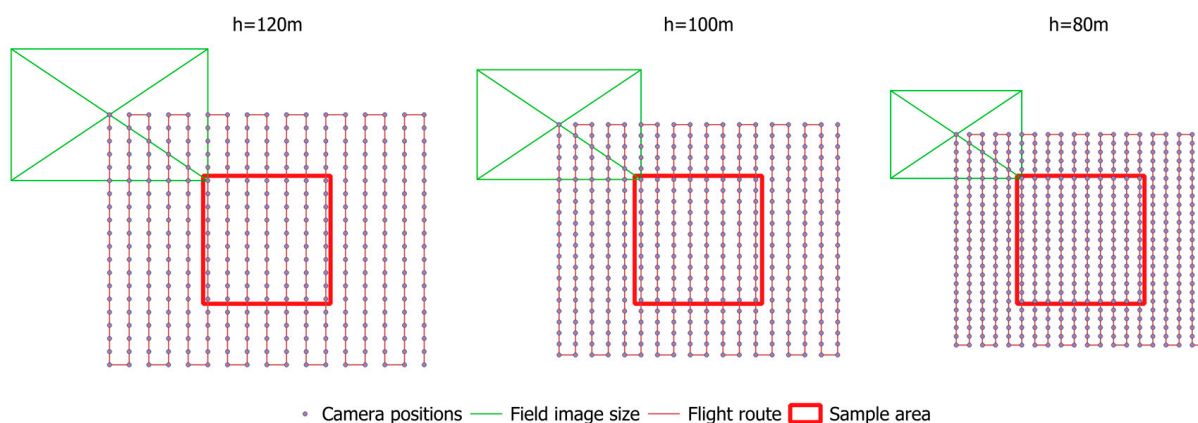 h=120m h=100m h=80m
Camera positions Field image size Flight route Sample area